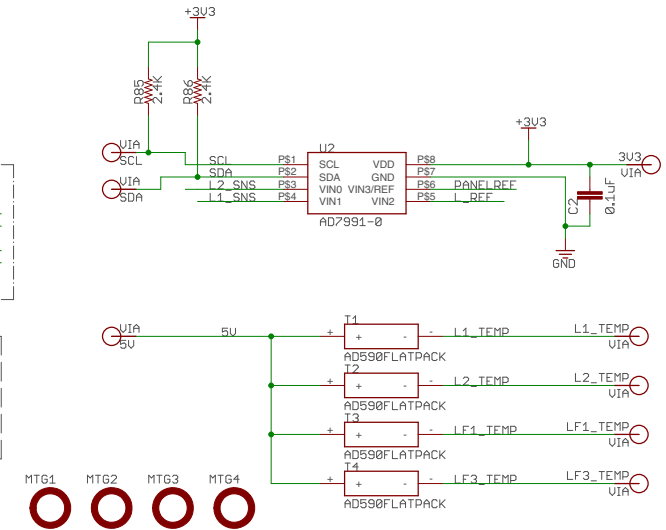 +3V3
R85
2.4K
R86
2.4K
VIA
SCL
VIA
SDA
SCL
SDA
L2_SNS
L1_SNS
P$1
P$2
P$3
P$4
U2
SCL VDD
SDA GND
VIN0 VIN3/REF
VIN1 VIN2
AD7991-0
P$8
P$7
P$6
P$5
PANELREF
L_REF
+3V3
3V3
VIA
C2
0.1uF
GND
VIA
5V
5V
T1
+ + - -
AD590FLATPACK
L1_TEMP
L1_TEMP
VIA
T2
+ + - -
AD590FLATPACK
L2_TEMP
L2_TEMP
VIA
T3
+ + - -
AD590FLATPACK
LF1_TEMP
LF1_TEMP
VIA
T4
+ + - -
AD590FLATPACK
LF3_TEMP
LF3_TEMP
VIA
MTG1 MTG2 MTG3 MTG4